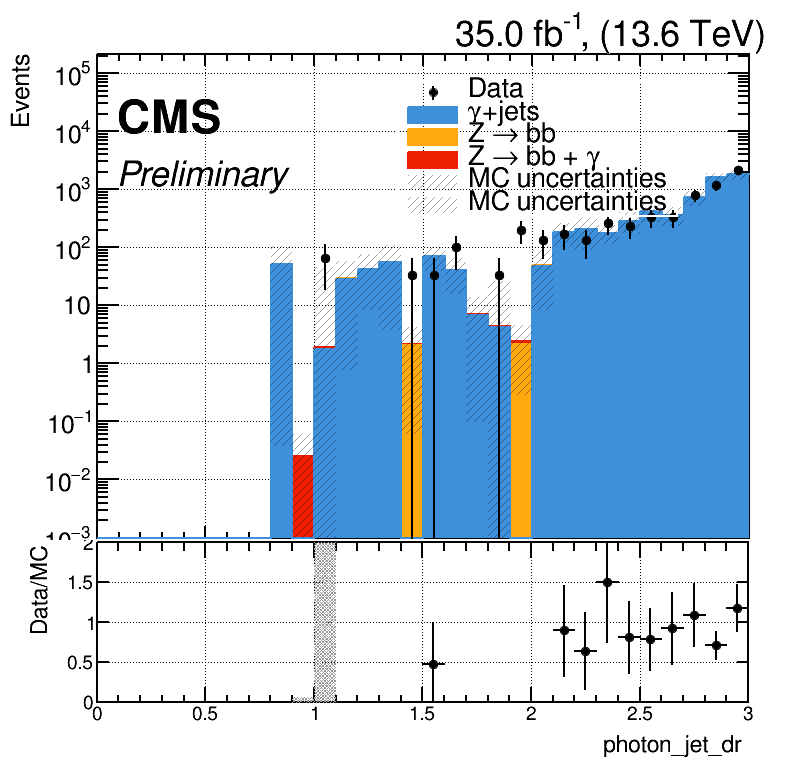 35.0 fb-1, (13.6 TeV)
Events
10^5
10^4
10^3
10^2
10
1
10^-1
10^-2
10^-3
CMS
Preliminary
Data
γ+jets
Z → bb
Z → bb + γ
MC uncertainties
MC uncertainties
Data/MC
2
1.5
1
0.5
0
0 0.5 1 1.5 2 2.5 3
photon_jet_dr